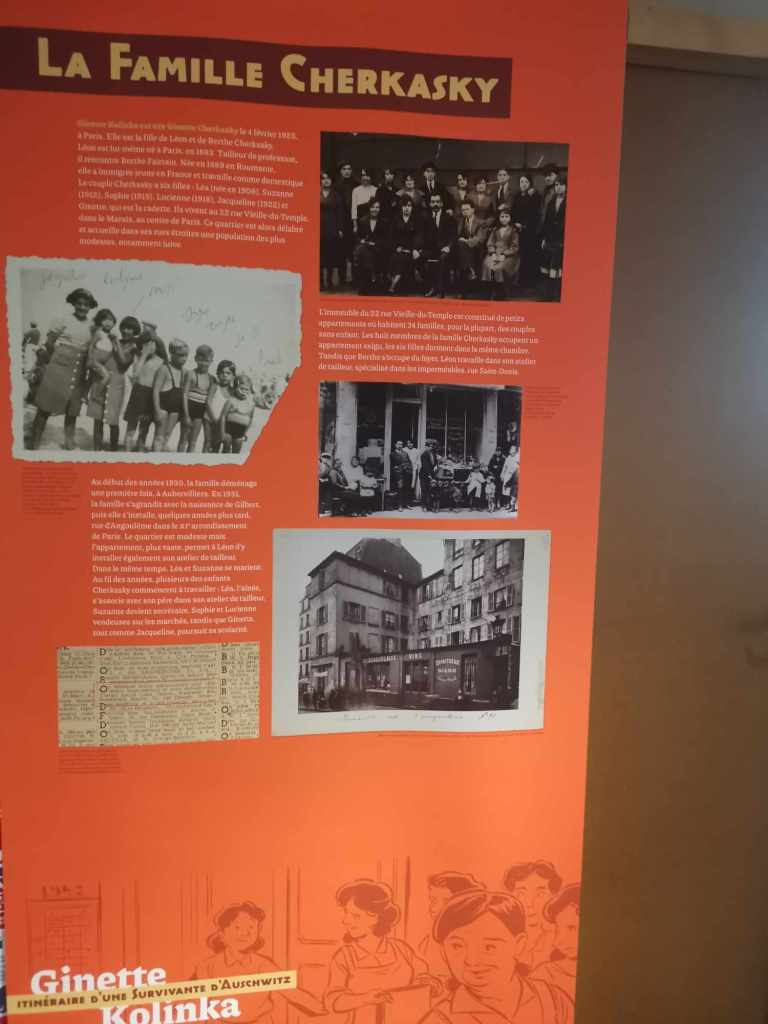 LA FAMILLE CHERKASKY
Ginette Kolinka est née Ginette Cherkasky le 4 février 1925,
à Paris. Elle est la fille de Léon et de Berthe Cherkasky.
Léon est lui-même né à Paris, en 1883. Tailleur de profession,
il rencontre Berthe Fairtain. Née en 1889 en Roumanie,
elle a immigré jeune en France et travaille comme domestique.
Le couple Cherkasky a six filles : Léa (née en 1908), Suzanne
(1912), Sophie (1915), Lucienne (1918), Jacqueline (1922) et
Ginette, qui est la cadette. Ils vivent au 22 rue Vieille-du-Temple,
dans le Marais, au centre de Paris. Ce quartier est alors délabré
et accueille dans ses rues étroites une population des plus
modestes, notamment juive.
L'immeuble du 22 rue Vieille-du-Temple est constitué de petits
appartements où habitent 34 familles, pour la plupart, des couples
sans enfant. Les huit membres de la famille Cherkasky occupent un
appartement exigu, les six filles dorment dans la même chambre.
Tandis que Berthe s'occupe du foyer, Léon travaille dans son atelier
de tailleur, spécialisé dans les imperméables, rue Saint-Denis.
Au début des années 1930, la famille déménage
une première fois, à Aubervilliers. En 1931,
la famille s'agrandit avec la naissance de Gilbert,
puis elle s'installe, quelques années plus tard,
rue d'Angoulême dans le XIe arrondissement
de Paris. Le quartier est modeste mais
l'appartement, plus vaste, permet à Léon d'y
installer également son atelier de tailleur.
Dans le même temps, Léa et Suzanne se marient.
Au fil des années, plusieurs des enfants
Cherkasky commencent à travailler : Léa, l'aînée,
s'associe avec son père dans son atelier de tailleur,
Suzanne devient secrétaire, Sophie et Lucienne
vendeuses sur les marchés, tandis que Ginette,
tout comme Jacqueline, poursuit sa scolarité.
VINS
1942
Ginette
ITINÉRAIRE D'UNE SURVIVANTE D'AUSCHWITZ
Kolinka